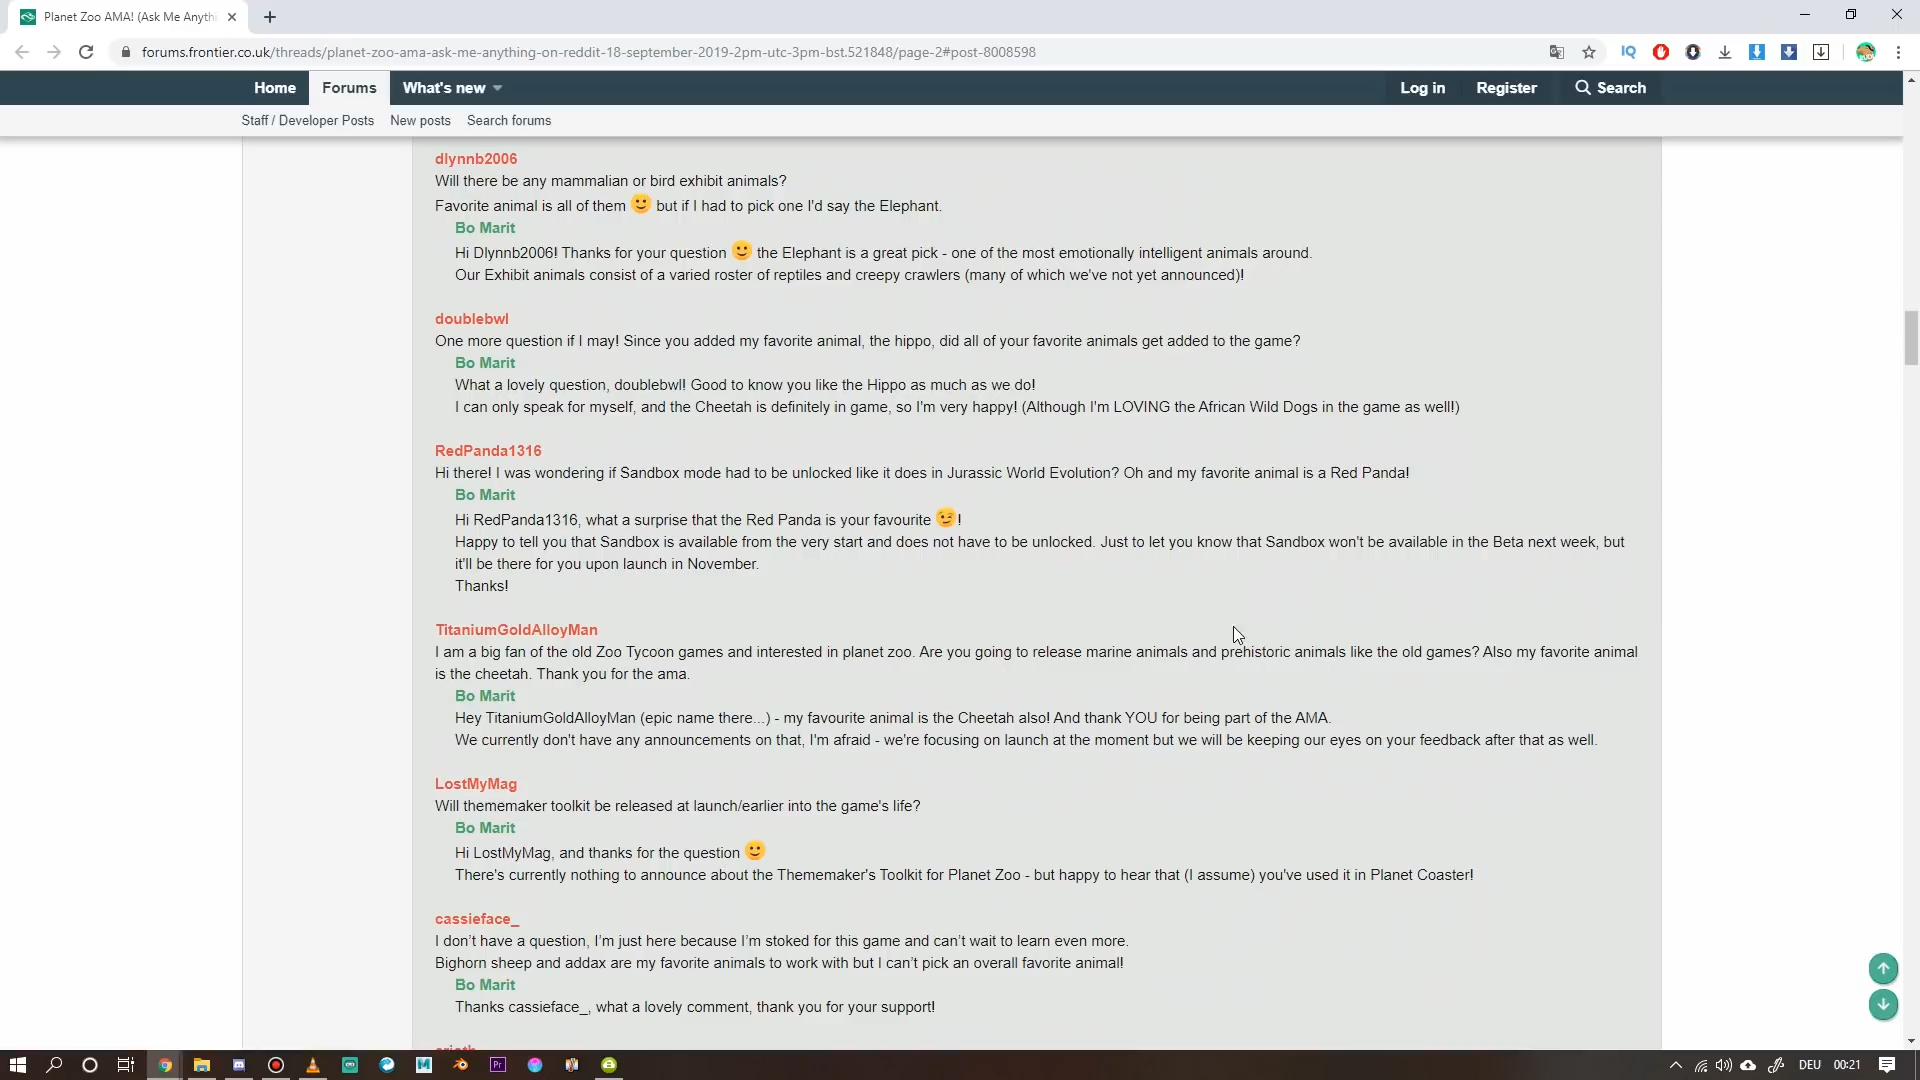 Planet Zoo AMA! (Ask Me Anythi
forums.frontier.co.uk/threads/planet-zoo-ama-ask-me-anything-on-reddit-18-september-2019-2pm-utc-3pm-bst.521848/page-2#post-8008598
IQ
Home Forums What's new Log in Register Search
Staff / Developer Posts New posts Search forums
dlynnb2006
Will there be any mammalian or bird exhibit animals?
Favorite animal is all of them 🙂 but if I had to pick one I'd say the Elephant.
Bo Marit
Hi Dlynnb2006! Thanks for your question 🙂 the Elephant is a great pick - one of the most emotionally intelligent animals around.
Our Exhibit animals consist of a varied roster of reptiles and creepy crawlers (many of which we've not yet announced)!
doublebwl
One more question if I may! Since you added my favorite animal, the hippo, did all of your favorite animals get added to the game?
Bo Marit
What a lovely question, doublebwl! Good to know you like the Hippo as much as we do!
I can only speak for myself, and the Cheetah is definitely in game, so I'm very happy! (Although I'm LOVING the African Wild Dogs in the game as well!)
RedPanda1316
Hi there! I was wondering if Sandbox mode had to be unlocked like it does in Jurassic World Evolution? Oh and my favorite animal is a Red Panda!
Bo Marit
Hi RedPanda1316, what a surprise that the Red Panda is your favourite 😉!
Happy to tell you that Sandbox is available from the very start and does not have to be unlocked. Just to let you know that Sandbox won't be available in the Beta next week, but
it'll be there for you upon launch in November.
Thanks!
TitaniumGoldAlloyMan
I am a big fan of the old Zoo Tycoon games and interested in planet zoo. Are you going to release marine animals and prehistoric animals like the old games? Also my favorite animal
is the cheetah. Thank you for the ama.
Bo Marit
Hey TitaniumGoldAlloyMan (epic name there...) - my favourite animal is the Cheetah also! And thank YOU for being part of the AMA.
We currently don't have any announcements on that, I'm afraid - we're focusing on launch at the moment but we will be keeping our eyes on your feedback after that as well.
LostMyMag
Will thememaker toolkit be released at launch/earlier into the game's life?
Bo Marit
Hi LostMyMag, and thanks for the question 🙂
There's currently nothing to announce about the Thememaker's Toolkit for Planet Zoo - but happy to hear that (I assume) you've used it in Planet Coaster!
cassieface_
I don’t have a question, I’m just here because I’m stoked for this game and can’t wait to learn even more.
Bighorn sheep and addax are my favorite animals to work with but I can’t pick an overall favorite animal!
Bo Marit
Thanks cassieface_, what a lovely comment, thank you for your support!
M Pr DEU 00:21